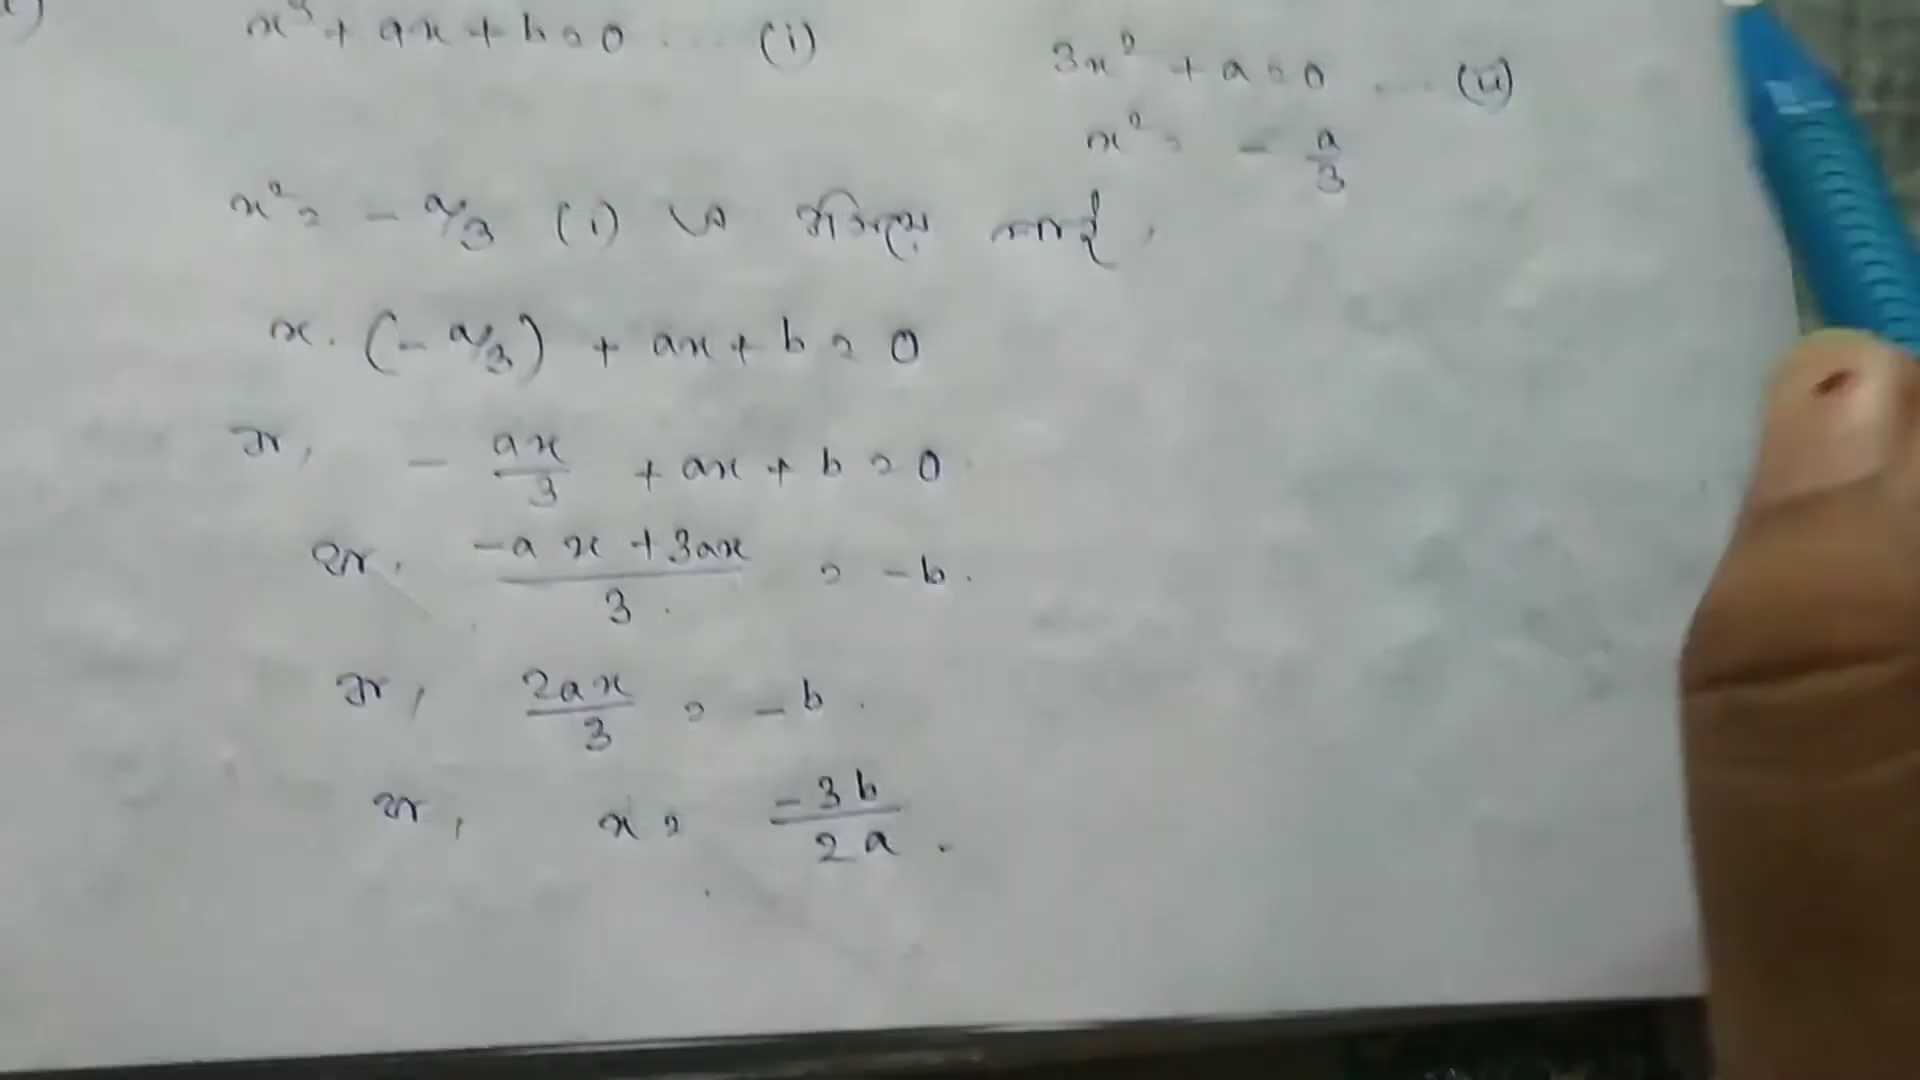 x³ + ax + b = 0 .... (i)
3x² + a = 0 .... (ii)
x² = - a/3
x² = - a/3 (i) এ বসিয়ে পাই,
x. (- a/3) + ax + b = 0
বা, - ax/3 + ax + b = 0
বা, (-ax + 3ax)/3 = -b.
বা, 2ax/3 = -b.
বা, x = -3b/2a.